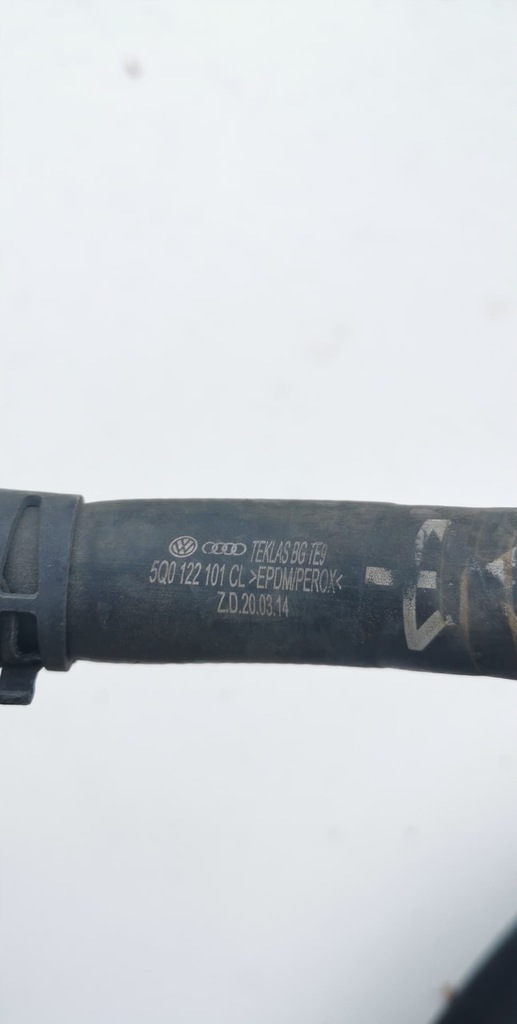 TEKLAS BG TE9
5Q0 122 101 CL >EPDM/PEROX<
Z.D.20.03.14